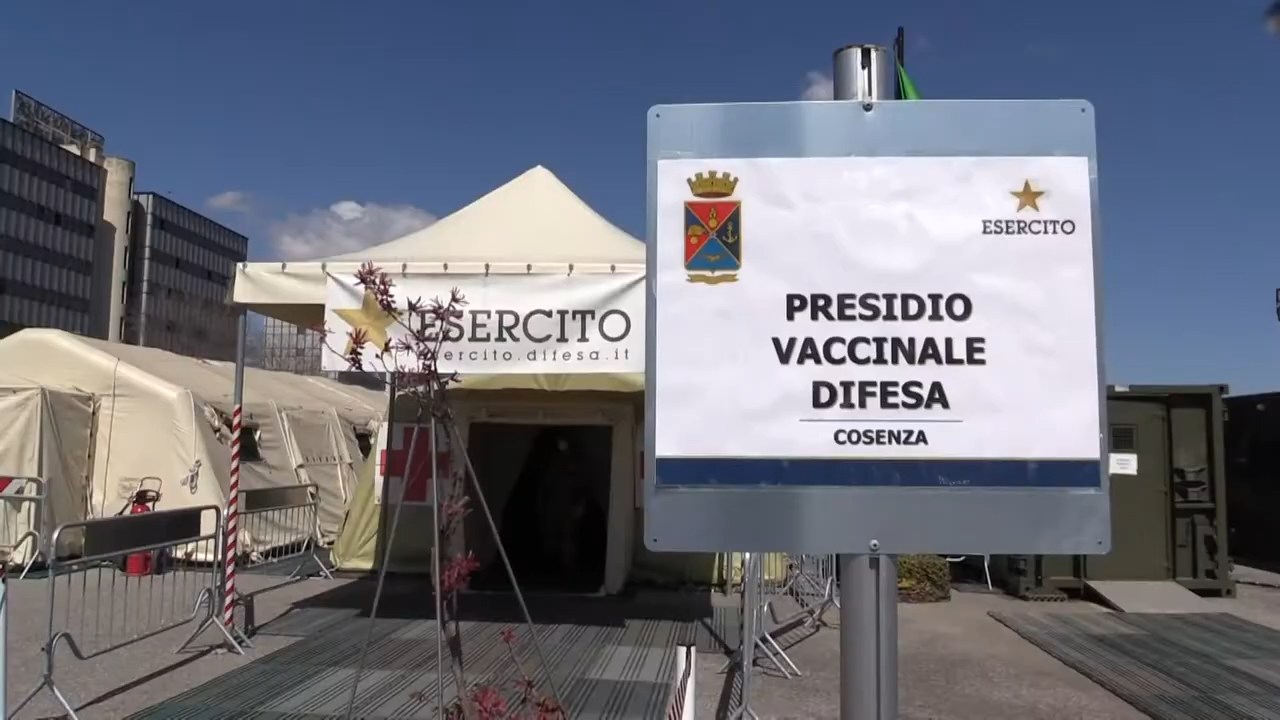 ESERCITO
PRESIDIO
VACCINALE
DIFESA
COSENZA
ESERCITO
esercito.difesa.it